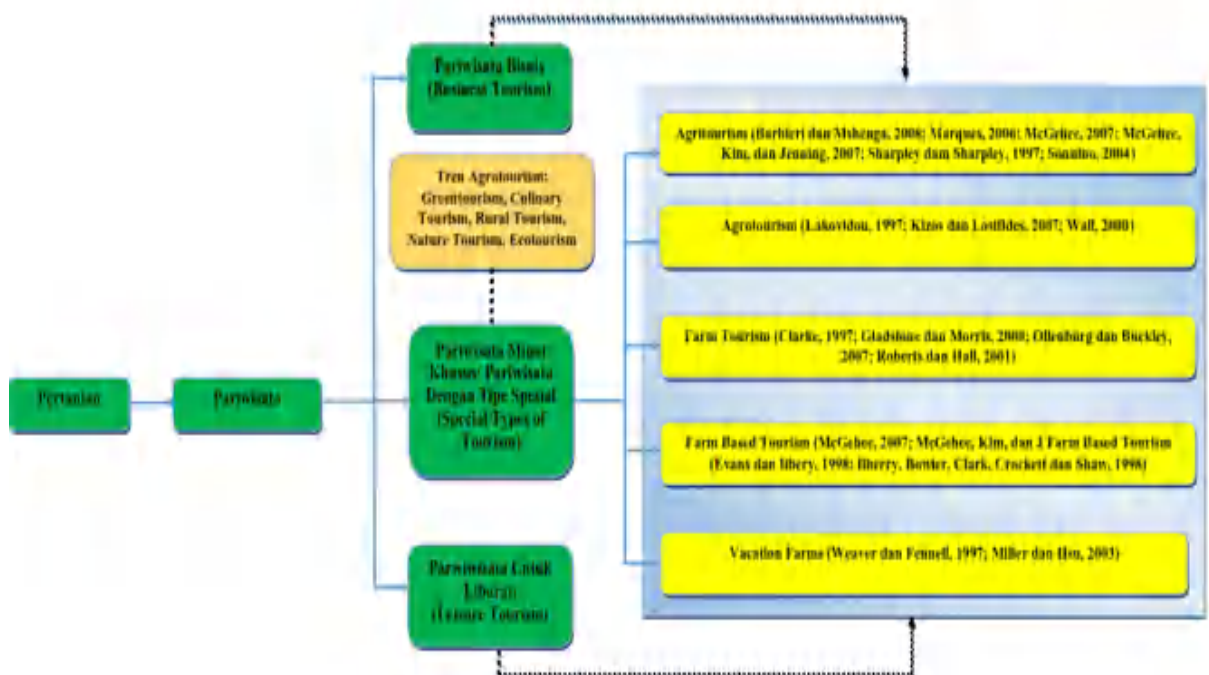 Pariwisata Bisnis
(Business Tourism)
Tren Agrotourism:
Greentourism, Culinary
Tourism, Rural Tourism,
Nature Tourism, Ecotourism
Pertanian
Pariwisata
Pariwisata Minat
Khusus/ Pariwisata
Dengan Tipe Spesial
(Special Types of
Tourism)
Pariwisata Untuk
Liburan
(Leisure Tourism)
Agritourism (Barbieri dan Mshenga, 2008; Marques, 2006; McGehee, 2007; McGehee,
Kim, dan Jenning, 2007; Sharpley dam Sharpley, 1997; Sonnino, 2004)
Agrotourism (Lakovidou, 1997; Kizos dan Losifides, 2007; Wall, 2000)
Farm Tourism (Clarke, 1997; Gladstone dan Morris, 2000; Ollenburg dan Buckley,
2007; Roberts dan Hall, 2001)
Farm Based Tourism (McGehee, 2007; McGehee, Kim, dan J Farm Based Tourism
(Evans dan Ilbery, 1998; Bowler, Clark, Crockett dan Shaw, 1998)
Vacation Farms (Weaver dan Fennell, 1997; Miller dan Hsu, 2003)